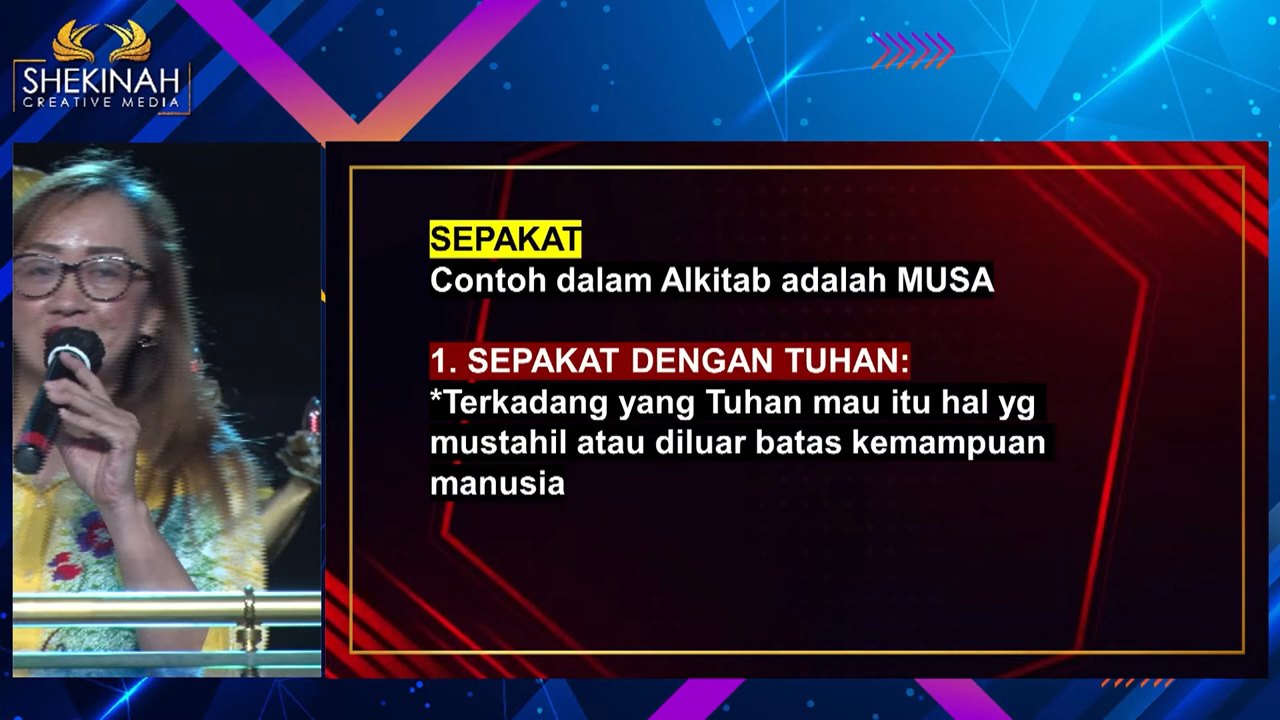 SHEKINAH
CREATIVE MEDIA
SEPAKAT
Contoh dalam Alkitab adalah MUSA
1. SEPAKAT DENGAN TUHAN:
*Terkadang yang Tuhan mau itu hal yg
mustahil atau diluar batas kemampuan
manusia